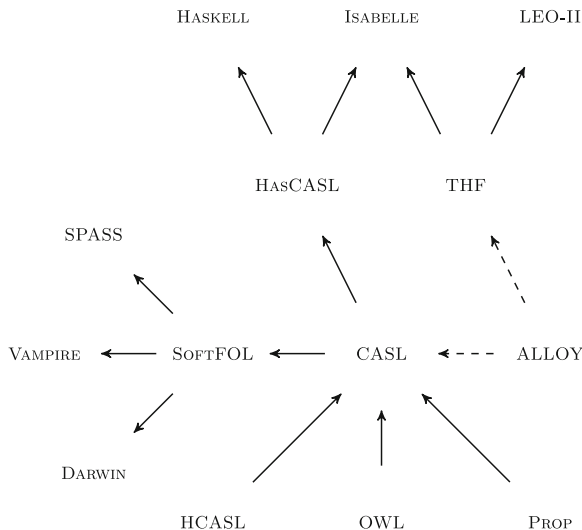 HASKELL ISABELLE LEO-II
HASCASL THF
SPASS
VAMPIRE SOFTFOL CASL ALLOY
DARWIN
HCASL OWL PROP